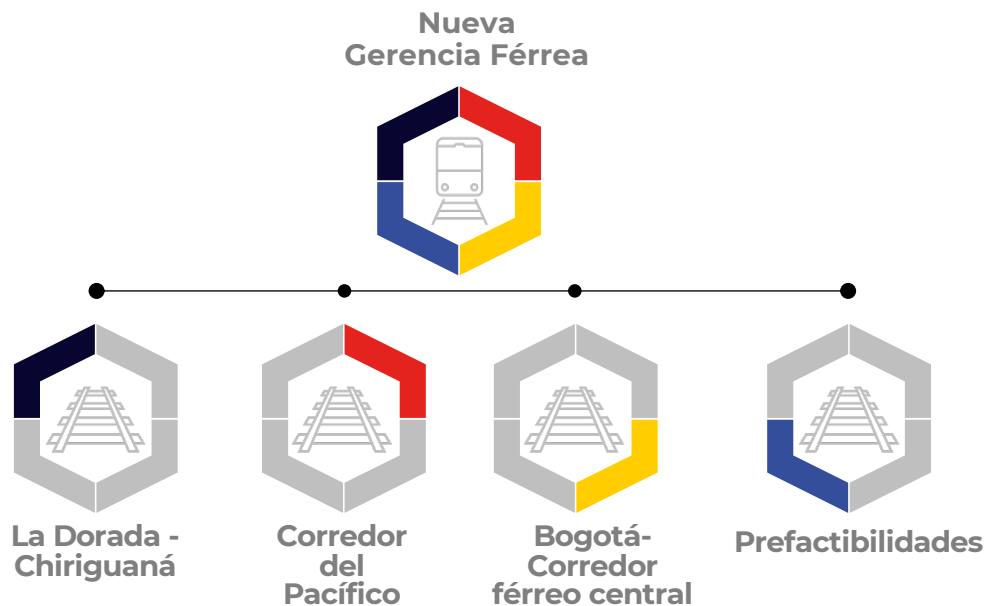 Nueva
Gerencia Férrea
La Dorada -
Chiriguaná
Corredor
del
Pacífico
Bogotá-
Corredor
férreo central
Prefactibilidades